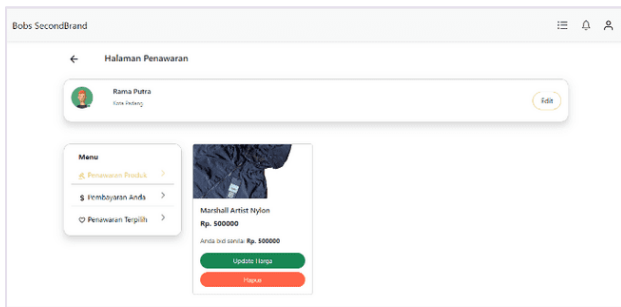 Bobs SecondBrand
Halaman Penawaran
Rama Putra
Kota Padang
Edit
Menu
Penawaran Produk
Pembayaran Anda
Penawaran Terpilih
Marshall Artist Nylon
Rp. 500000
Anda bid senilai Rp. 500000
Update Harga
Hapus